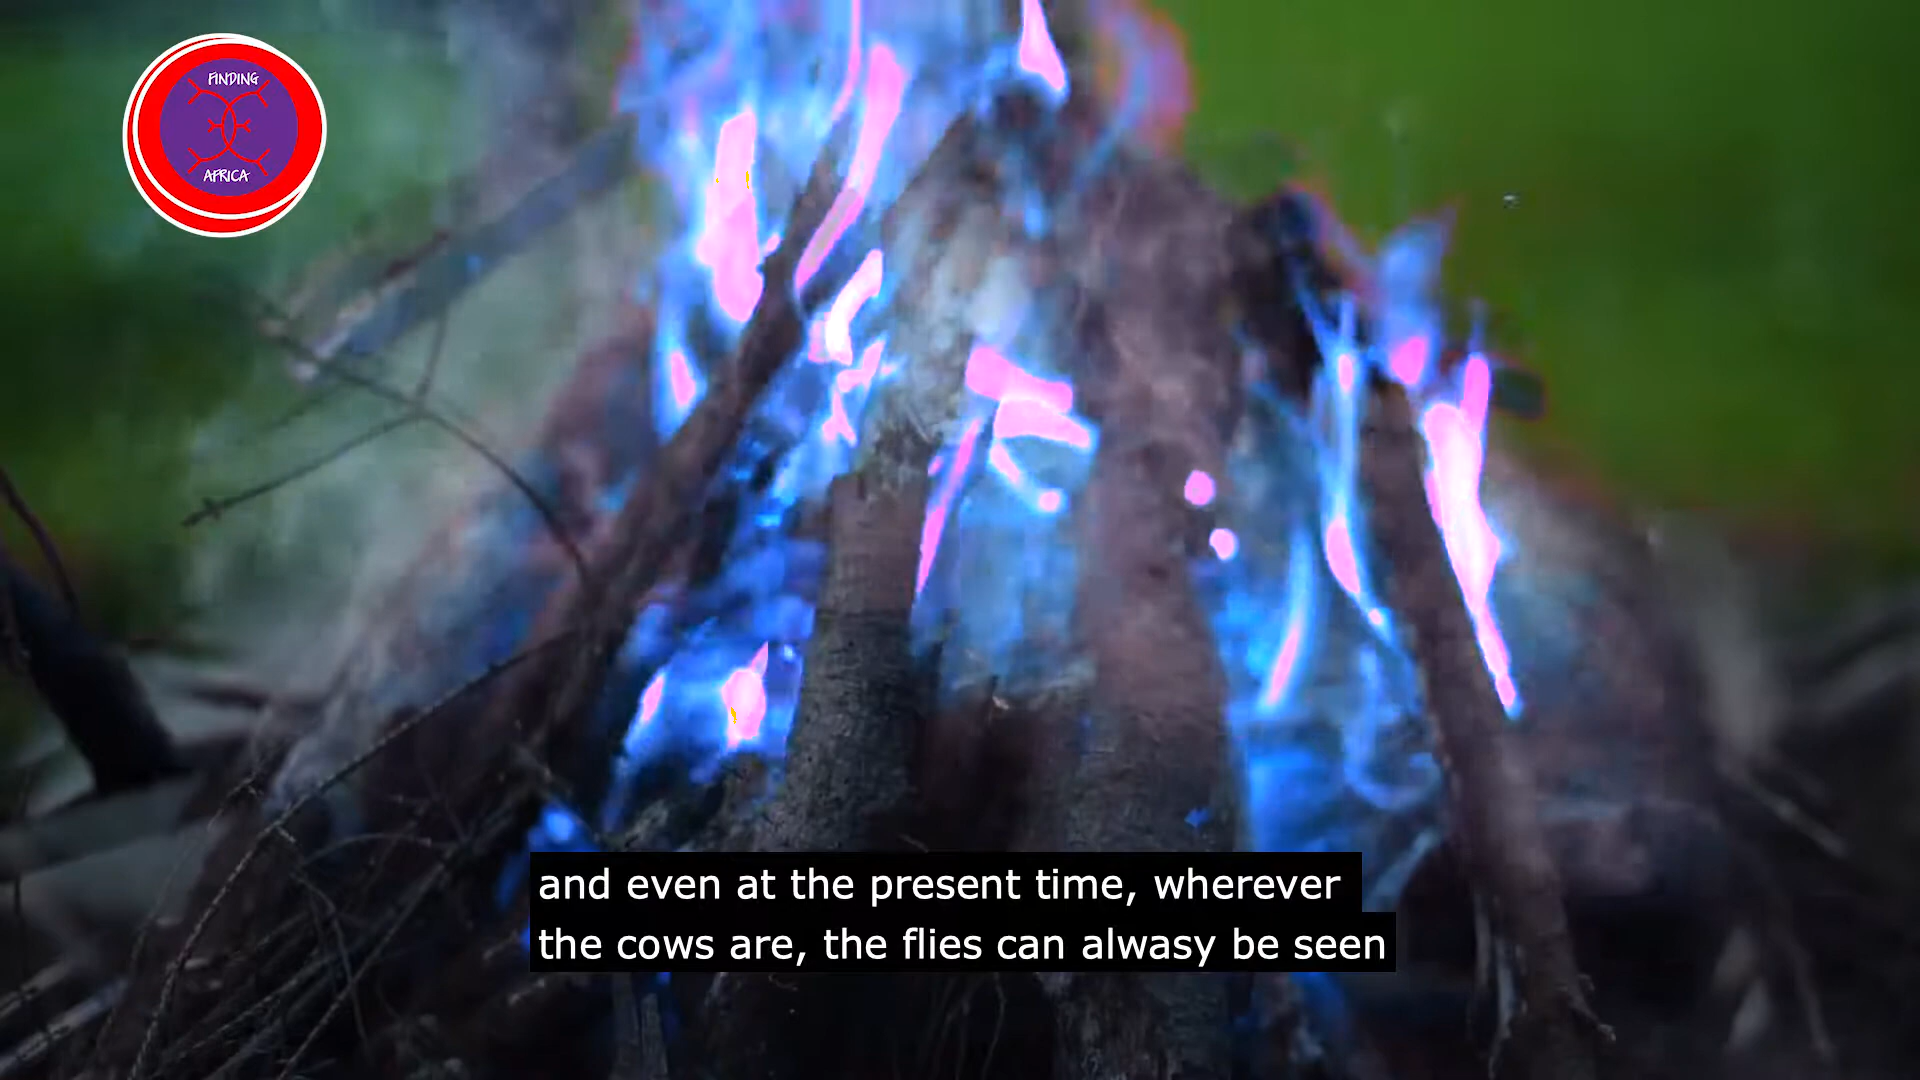 FINDING
AFRICA
and even at the present time, wherever
the cows are, the flies can alwasy be seen